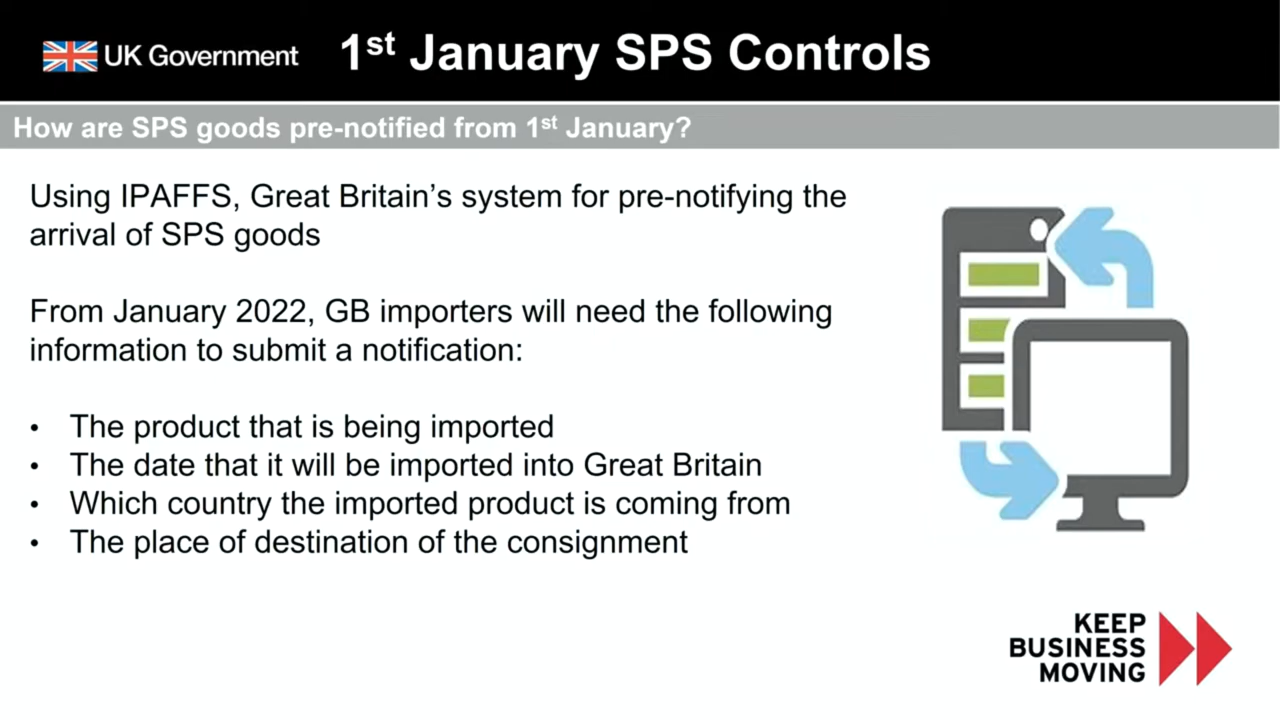 UK Government
1st January SPS Controls
How are SPS goods pre-notified from 1st January?
Using IPAFFS, Great Britain’s system for pre-notifying the
arrival of SPS goods
From January 2022, GB importers will need the following
information to submit a notification:
• The product that is being imported
• The date that it will be imported into Great Britain
• Which country the imported product is coming from
• The place of destination of the consignment
KEEP
BUSINESS
MOVING